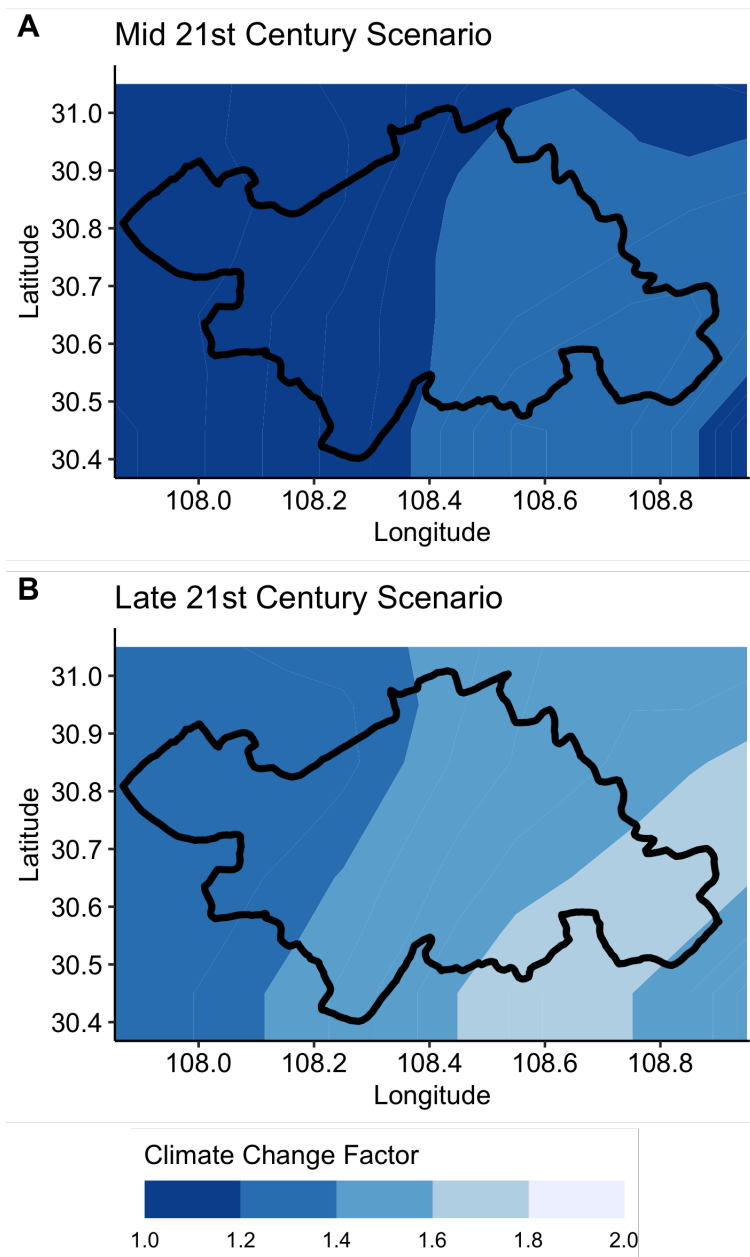 A
Mid 21st Century Scenario
Latitude
31.0
30.9
30.8
30.7
30.6
30.5
30.4
108.0 108.2 108.4 108.6 108.8
Longitude
B
Late 21st Century Scenario
Latitude
31.0
30.9
30.8
30.7
30.6
30.5
30.4
108.0 108.2 108.4 108.6 108.8
Longitude
Climate Change Factor
1.0 1.2 1.4 1.6 1.8 2.0